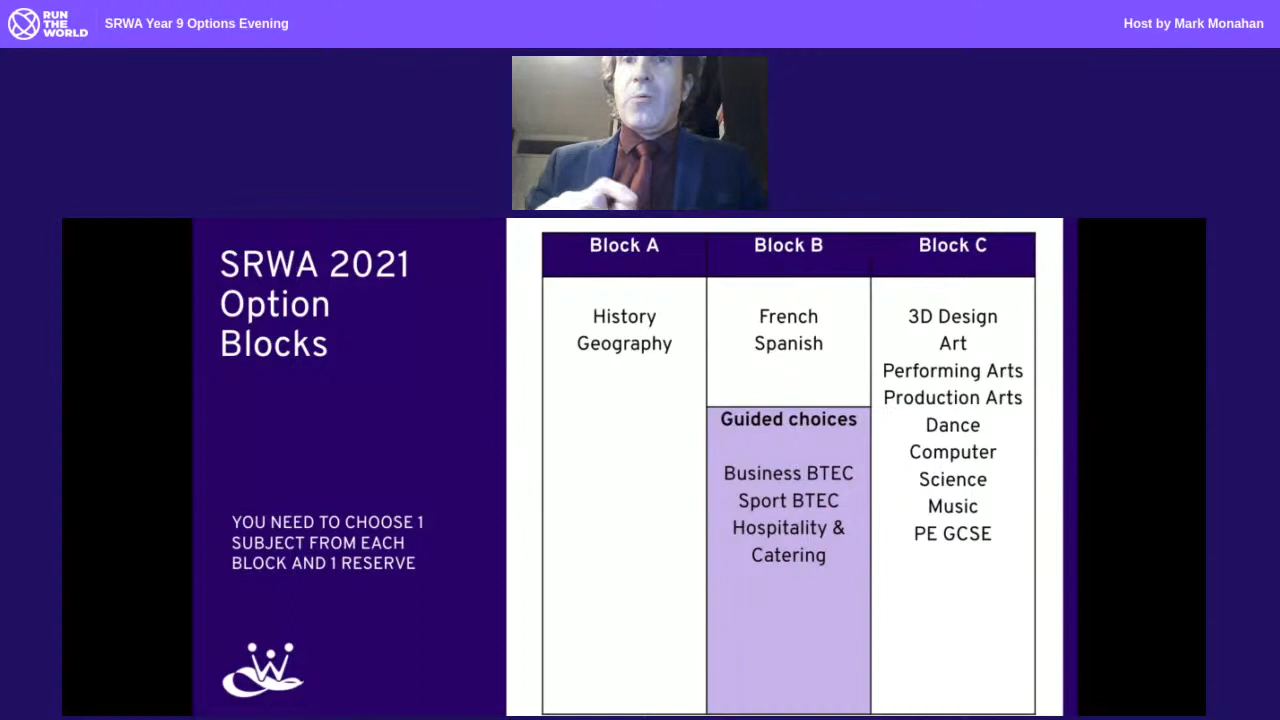 RUN
THE
WORLD
SRWA Year 9 Options Evening
Host by Mark Monahan
SRWA 2021
Option
Blocks
YOU NEED TO CHOOSE 1
SUBJECT FROM EACH
BLOCK AND 1 RESERVE
W
Block A
History
Geography
Block B
French
Spanish
Guided choices
Business BTEC
Sport BTEC
Hospitality &
Catering
Block C
3D Design
Art
Performing Arts
Production Arts
Dance
Computer
Science
Music
PE GCSE